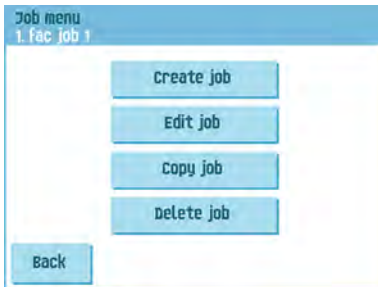 Job menu
1. Fac job 1
Create job
Edit job
Copy job
Delete job
Back